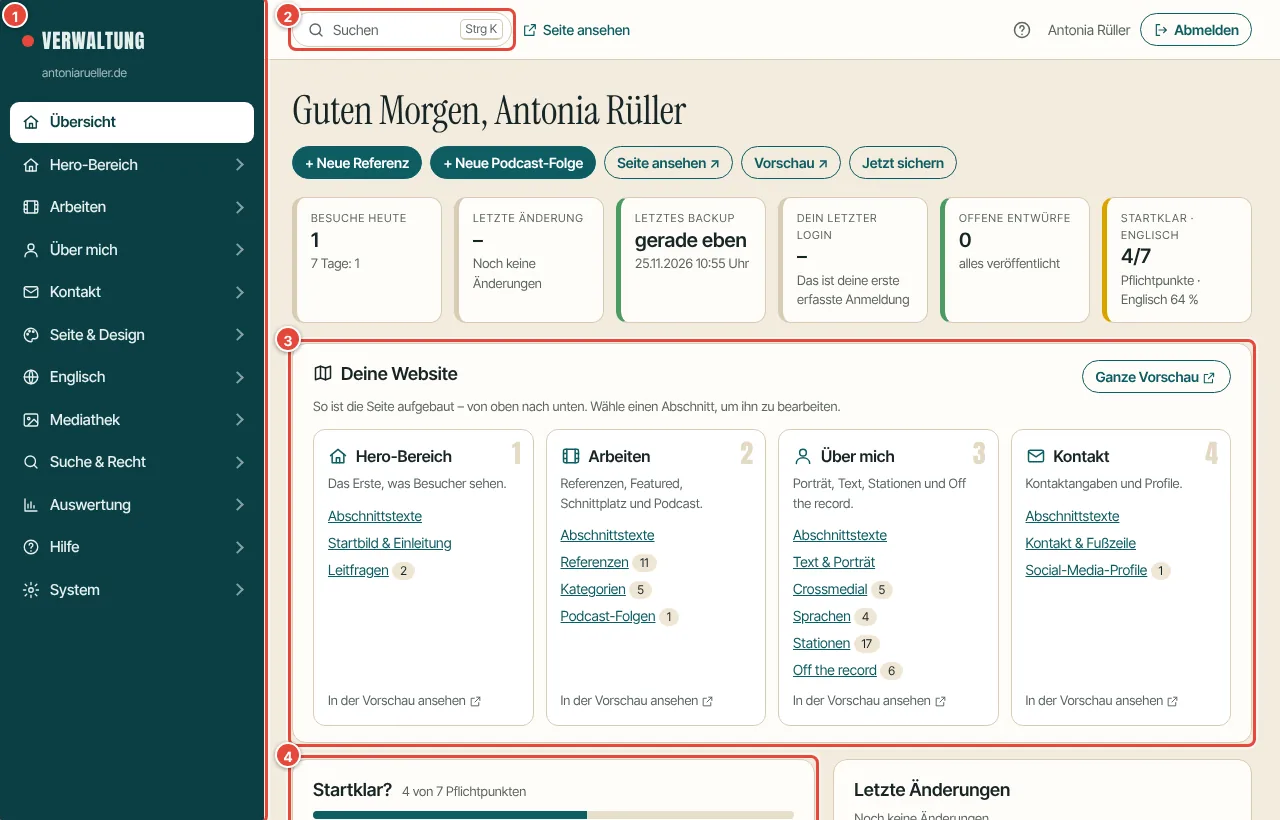 1
VERWALTUNG
antoniarueller.de
Übersicht
Hero-Bereich
Arbeiten
Über mich
Kontakt
Seite & Design
Englisch
Mediathek
Suche & Recht
Auswertung
Hilfe
System
2
Suchen
Strg K
Seite ansehen
Antonia Rüller
Abmelden
Guten Morgen, Antonia Rüller
+ Neue Referenz
+ Neue Podcast-Folge
Seite ansehen ↗
Vorschau ↗
Jetzt sichern
BESUCHE HEUTE
1
7 Tage: 1
LETZTE ÄNDERUNG
–
Noch keine
Änderungen
LETZTES BACKUP
gerade eben
25.11.2026 10:55 Uhr
DEIN LETZTER
LOGIN
–
Das ist deine erste
erfasste Anmeldung
OFFENE ENTWÜRFE
0
alles veröffentlicht
STARTKLAR ·
ENGLISCH
4/7
Pflichtpunkte ·
Englisch 64 %
3
Deine Website
Ganze Vorschau
So ist die Seite aufgebaut – von oben nach unten. Wähle einen Abschnitt, um ihn zu bearbeiten.
Hero-Bereich
1
Das Erste, was Besucher sehen.
Abschnittstexte
Startbild & Einleitung
Leitfragen 2
In der Vorschau ansehen
Arbeiten
2
Referenzen, Featured,
Schnittplatz und Podcast.
Abschnittstexte
Referenzen 11
Kategorien 5
Podcast-Folgen 1
In der Vorschau ansehen
Über mich
3
Porträt, Text, Stationen und Off
the record.
Abschnittstexte
Text & Porträt
Crossmedial 5
Sprachen 4
Stationen 17
Off the record 6
In der Vorschau ansehen
Kontakt
4
Kontaktangaben und Profile.
Abschnittstexte
Kontakt & Fußzeile
Social-Media-Profile 1
In der Vorschau ansehen
4
Startklar? 4 von 7 Pflichtpunkten
Letzte Änderungen
Noch keine Änderungen